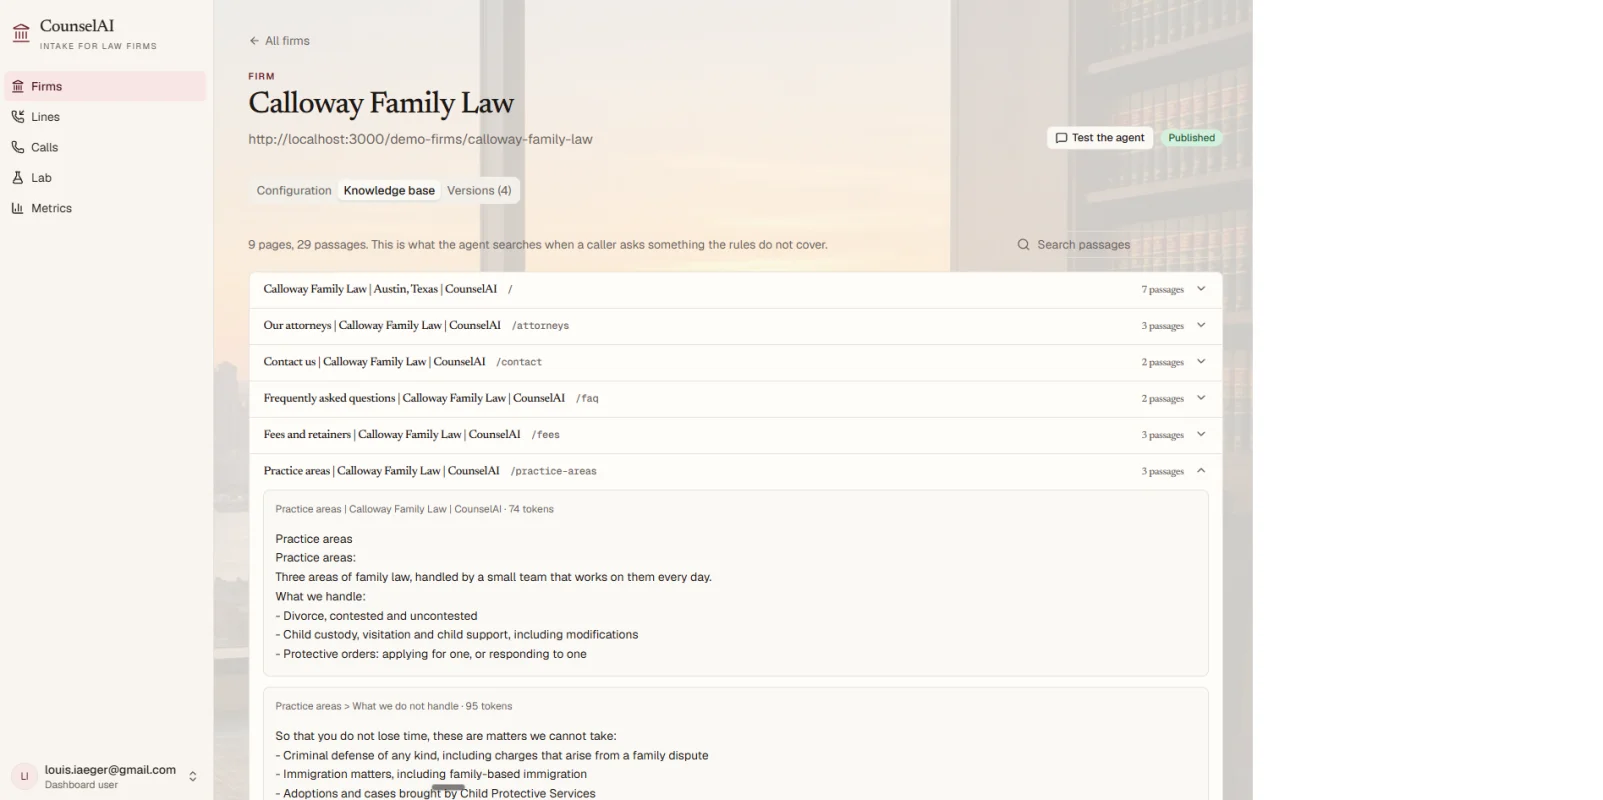 CounselAI
INTAKE FOR LAW FIRMS
Firms
Lines
Calls
Lab
Metrics
LI
louis.iaeger@gmail.com
Dashboard user
All firms
FIRM
Calloway Family Law
http://localhost:3000/demo-firms/calloway-family-law
Test the agent
Published
Configuration Knowledge base Versions (4)
9 pages, 29 passages. This is what the agent searches when a caller asks something the rules do not cover.
Search passages
Calloway Family Law | Austin, Texas | CounselAI / 7 passages
Our attorneys | Calloway Family Law | CounselAI /attorneys 3 passages
Contact us | Calloway Family Law | CounselAI /contact 2 passages
Frequently asked questions | Calloway Family Law | CounselAI /faq 2 passages
Fees and retainers | Calloway Family Law | CounselAI /fees 3 passages
Practice areas | Calloway Family Law | CounselAI /practice-areas 3 passages
Practice areas | Calloway Family Law | CounselAI · 74 tokens
Practice areas
Practice areas:
Three areas of family law, handled by a small team that works on them every day.
What we handle:
- Divorce, contested and uncontested
- Child custody, visitation and child support, including modifications
- Protective orders: applying for one, or responding to one
Practice areas > What we do not handle · 95 tokens
So that you do not lose time, these are matters we cannot take:
- Criminal defense of any kind, including charges that arise from a family dispute
- Immigration matters, including family-based immigration
- Adoptions and cases brought by Child Protective Services